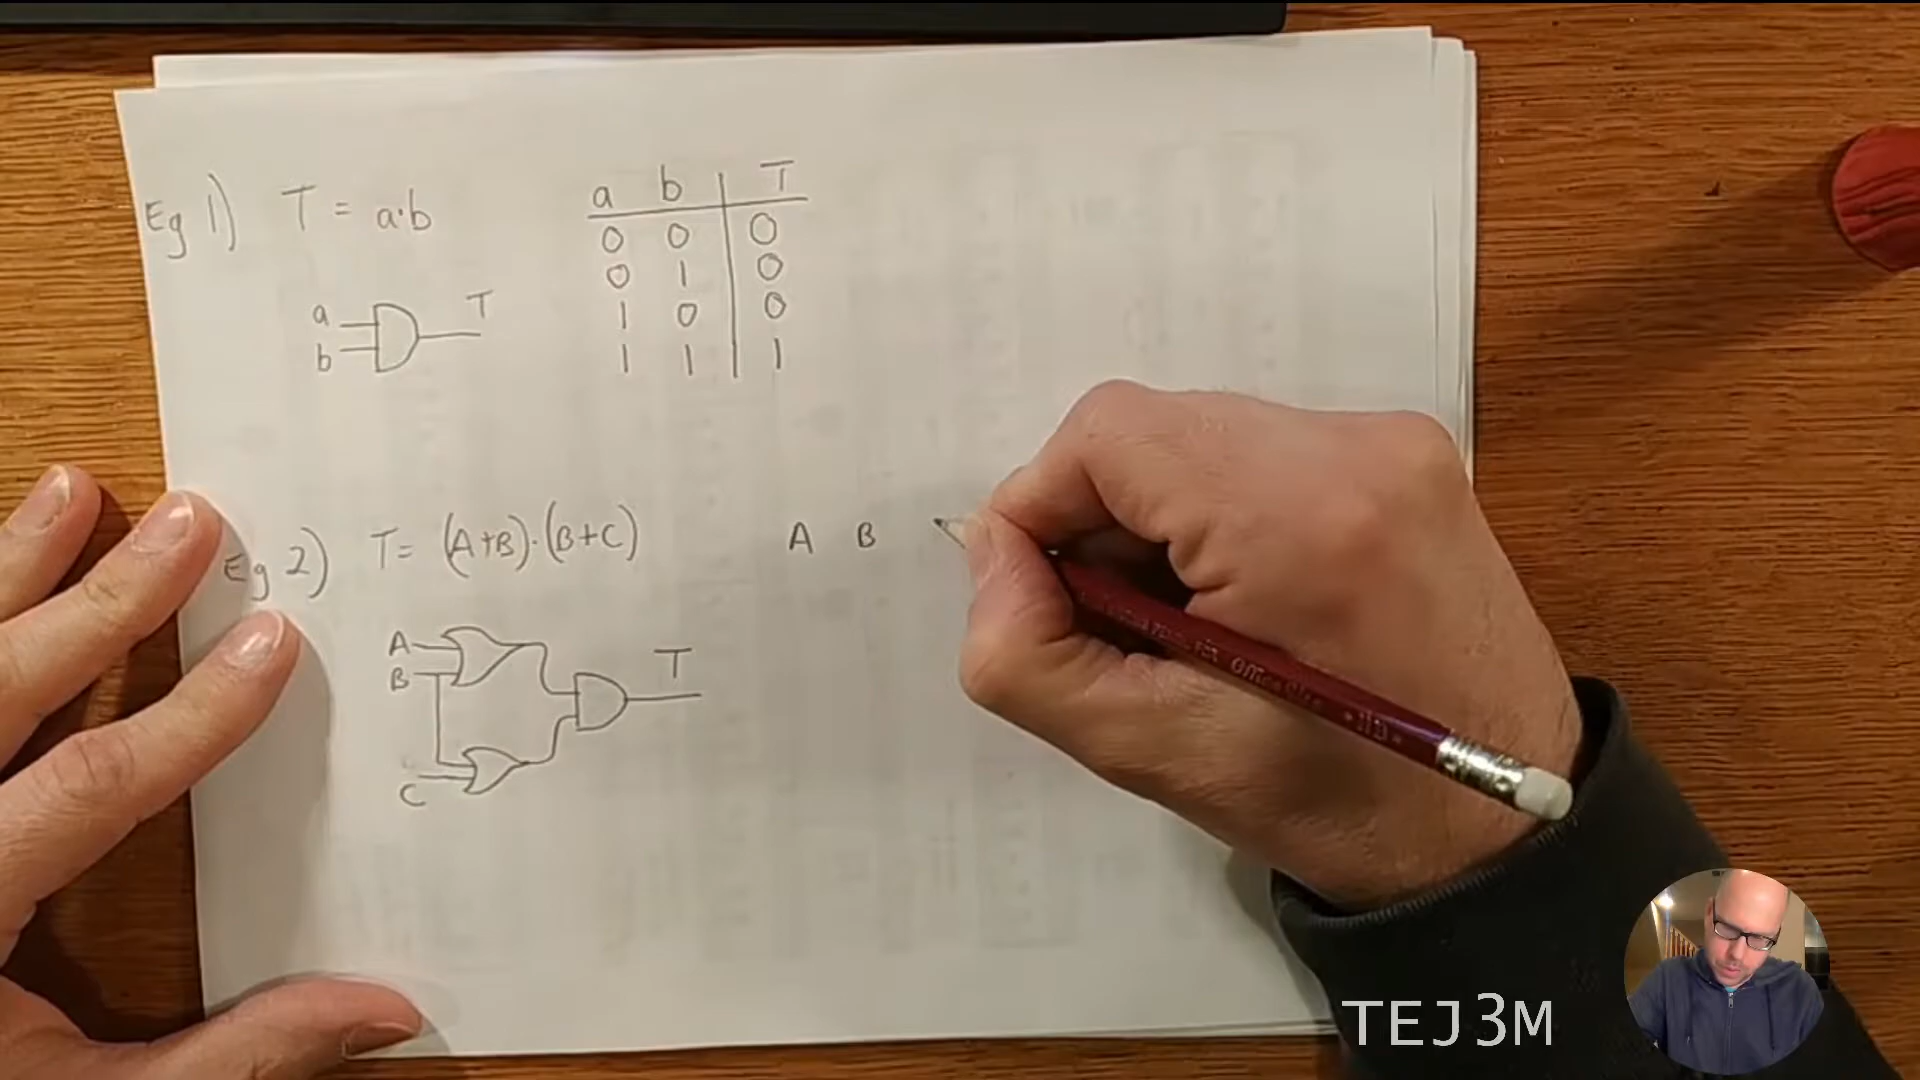 Eg 1) T = a·b
a b T
0 0 0
0 1 0
1 0 0
1 1 1
a
b
T
Eg 2) T = (A+B)·(B+C)
A B
A
B
C
T
TEJ3M